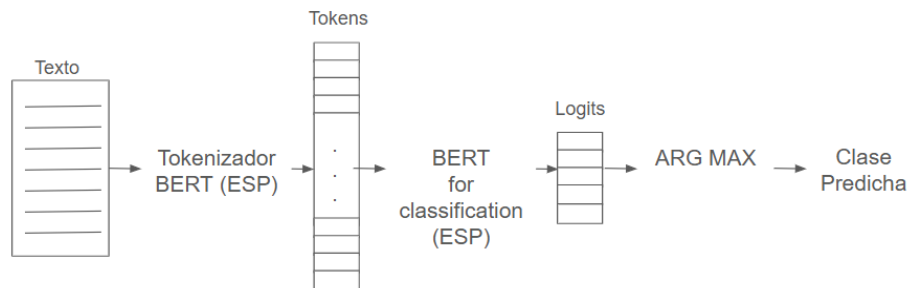 Texto
Tokenizador
BERT (ESP)
Tokens
.
.
.
BERT
for
classification
(ESP)
Logits
ARG MAX
Clase
Predicha